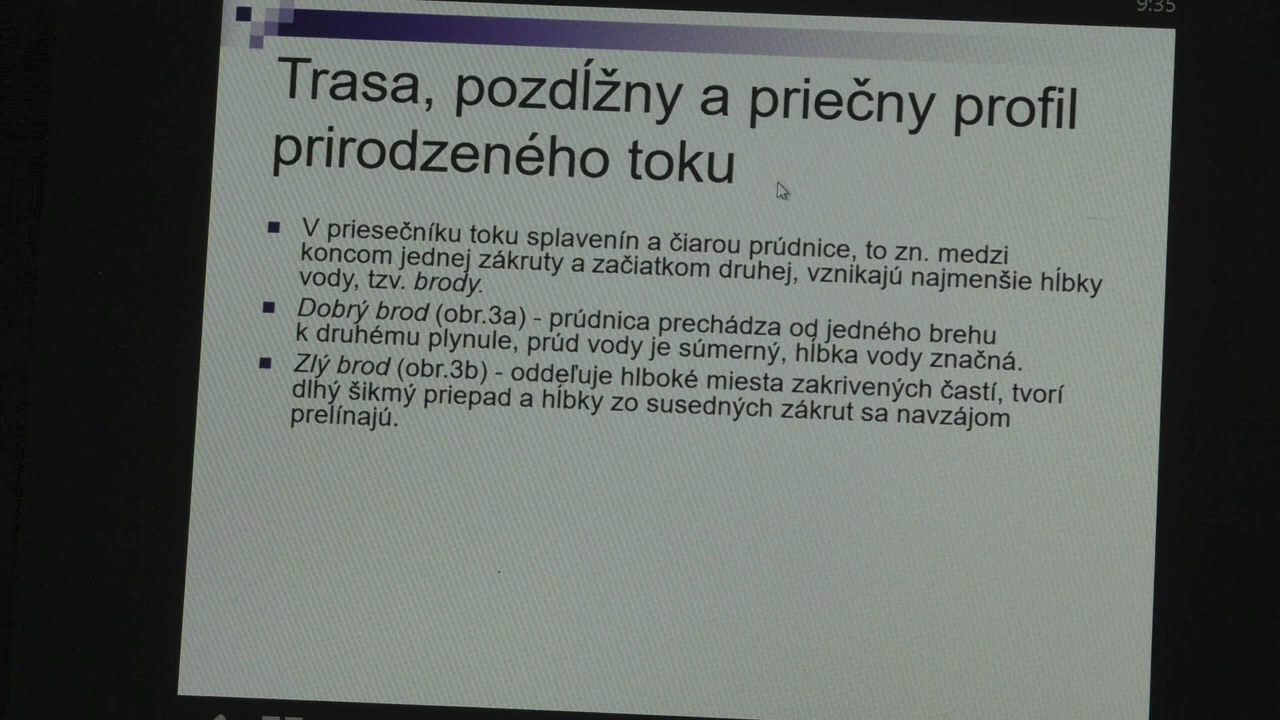 9:35
Trasa, pozdĺžny a priečny profil
prirodzeného toku
V priesečníku toku splavenín a čiarou prúdnice, to zn. medzi
koncom jednej zákruty a začiatkom druhej, vznikajú najmenšie hĺbky
vody, tzv. brody.
Dobrý brod (obr.3a) - prúdnica prechádza od jedného brehu
k druhému plynule, prúd vody je súmerný, hĺbka vody značná.
Zlý brod (obr.3b) - oddeľuje hlboké miesta zakrivených častí, tvorí
dlhý šikmý priepad a hĺbky zo susedných zákrut sa navzájom
prelínajú.